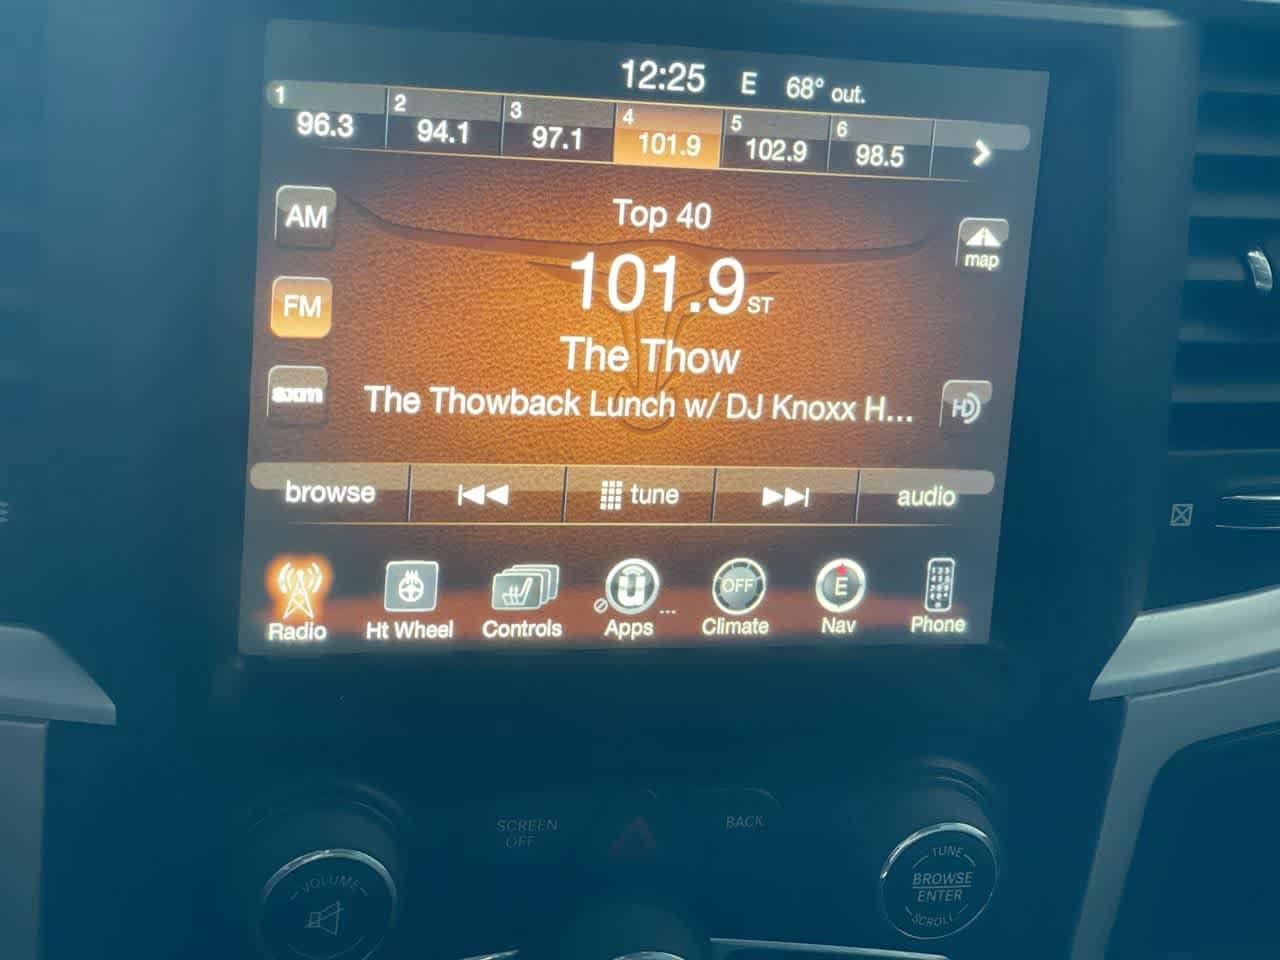 12:25 E 68° out.
1 2 3 4 5 6
96.3 94.1 97.1 101.9 102.9 98.5
AM
Top 40
map
FM
101.9 ST
The Thow
sxm
The Thowback Lunch w/ DJ Knoxx H...
HD
browse tune audio
OFF E
Radio Ht Wheel Controls Apps ... Climate Nav Phone
SCREEN OFF
BACK
VOLUME
TUNE
BROWSE
ENTER
SCROLL